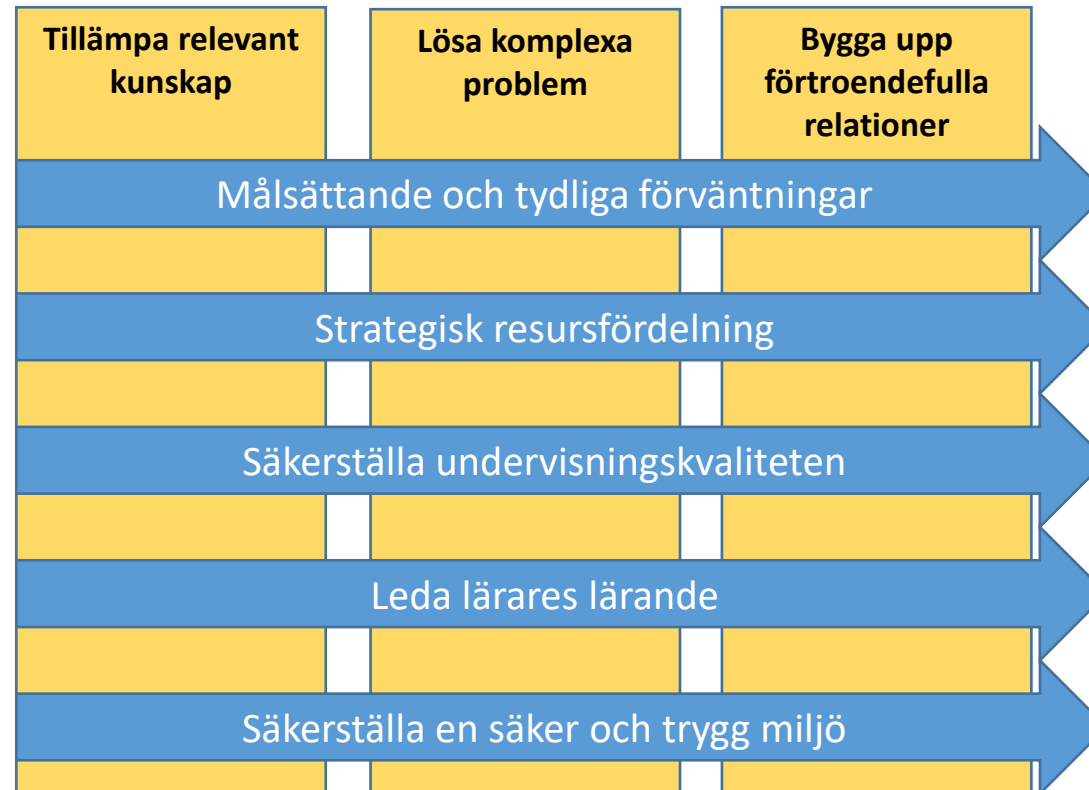 Tillämpa relevant
kunskap
Lösa komplexa
problem
Bygga upp
förtroendefulla
relationer
Målsättande och tydliga förväntningar
Strategisk resursfördelning
Säkerställa undervisningskvaliteten
Leda lärares lärande
Säkerställa en säker och trygg miljö